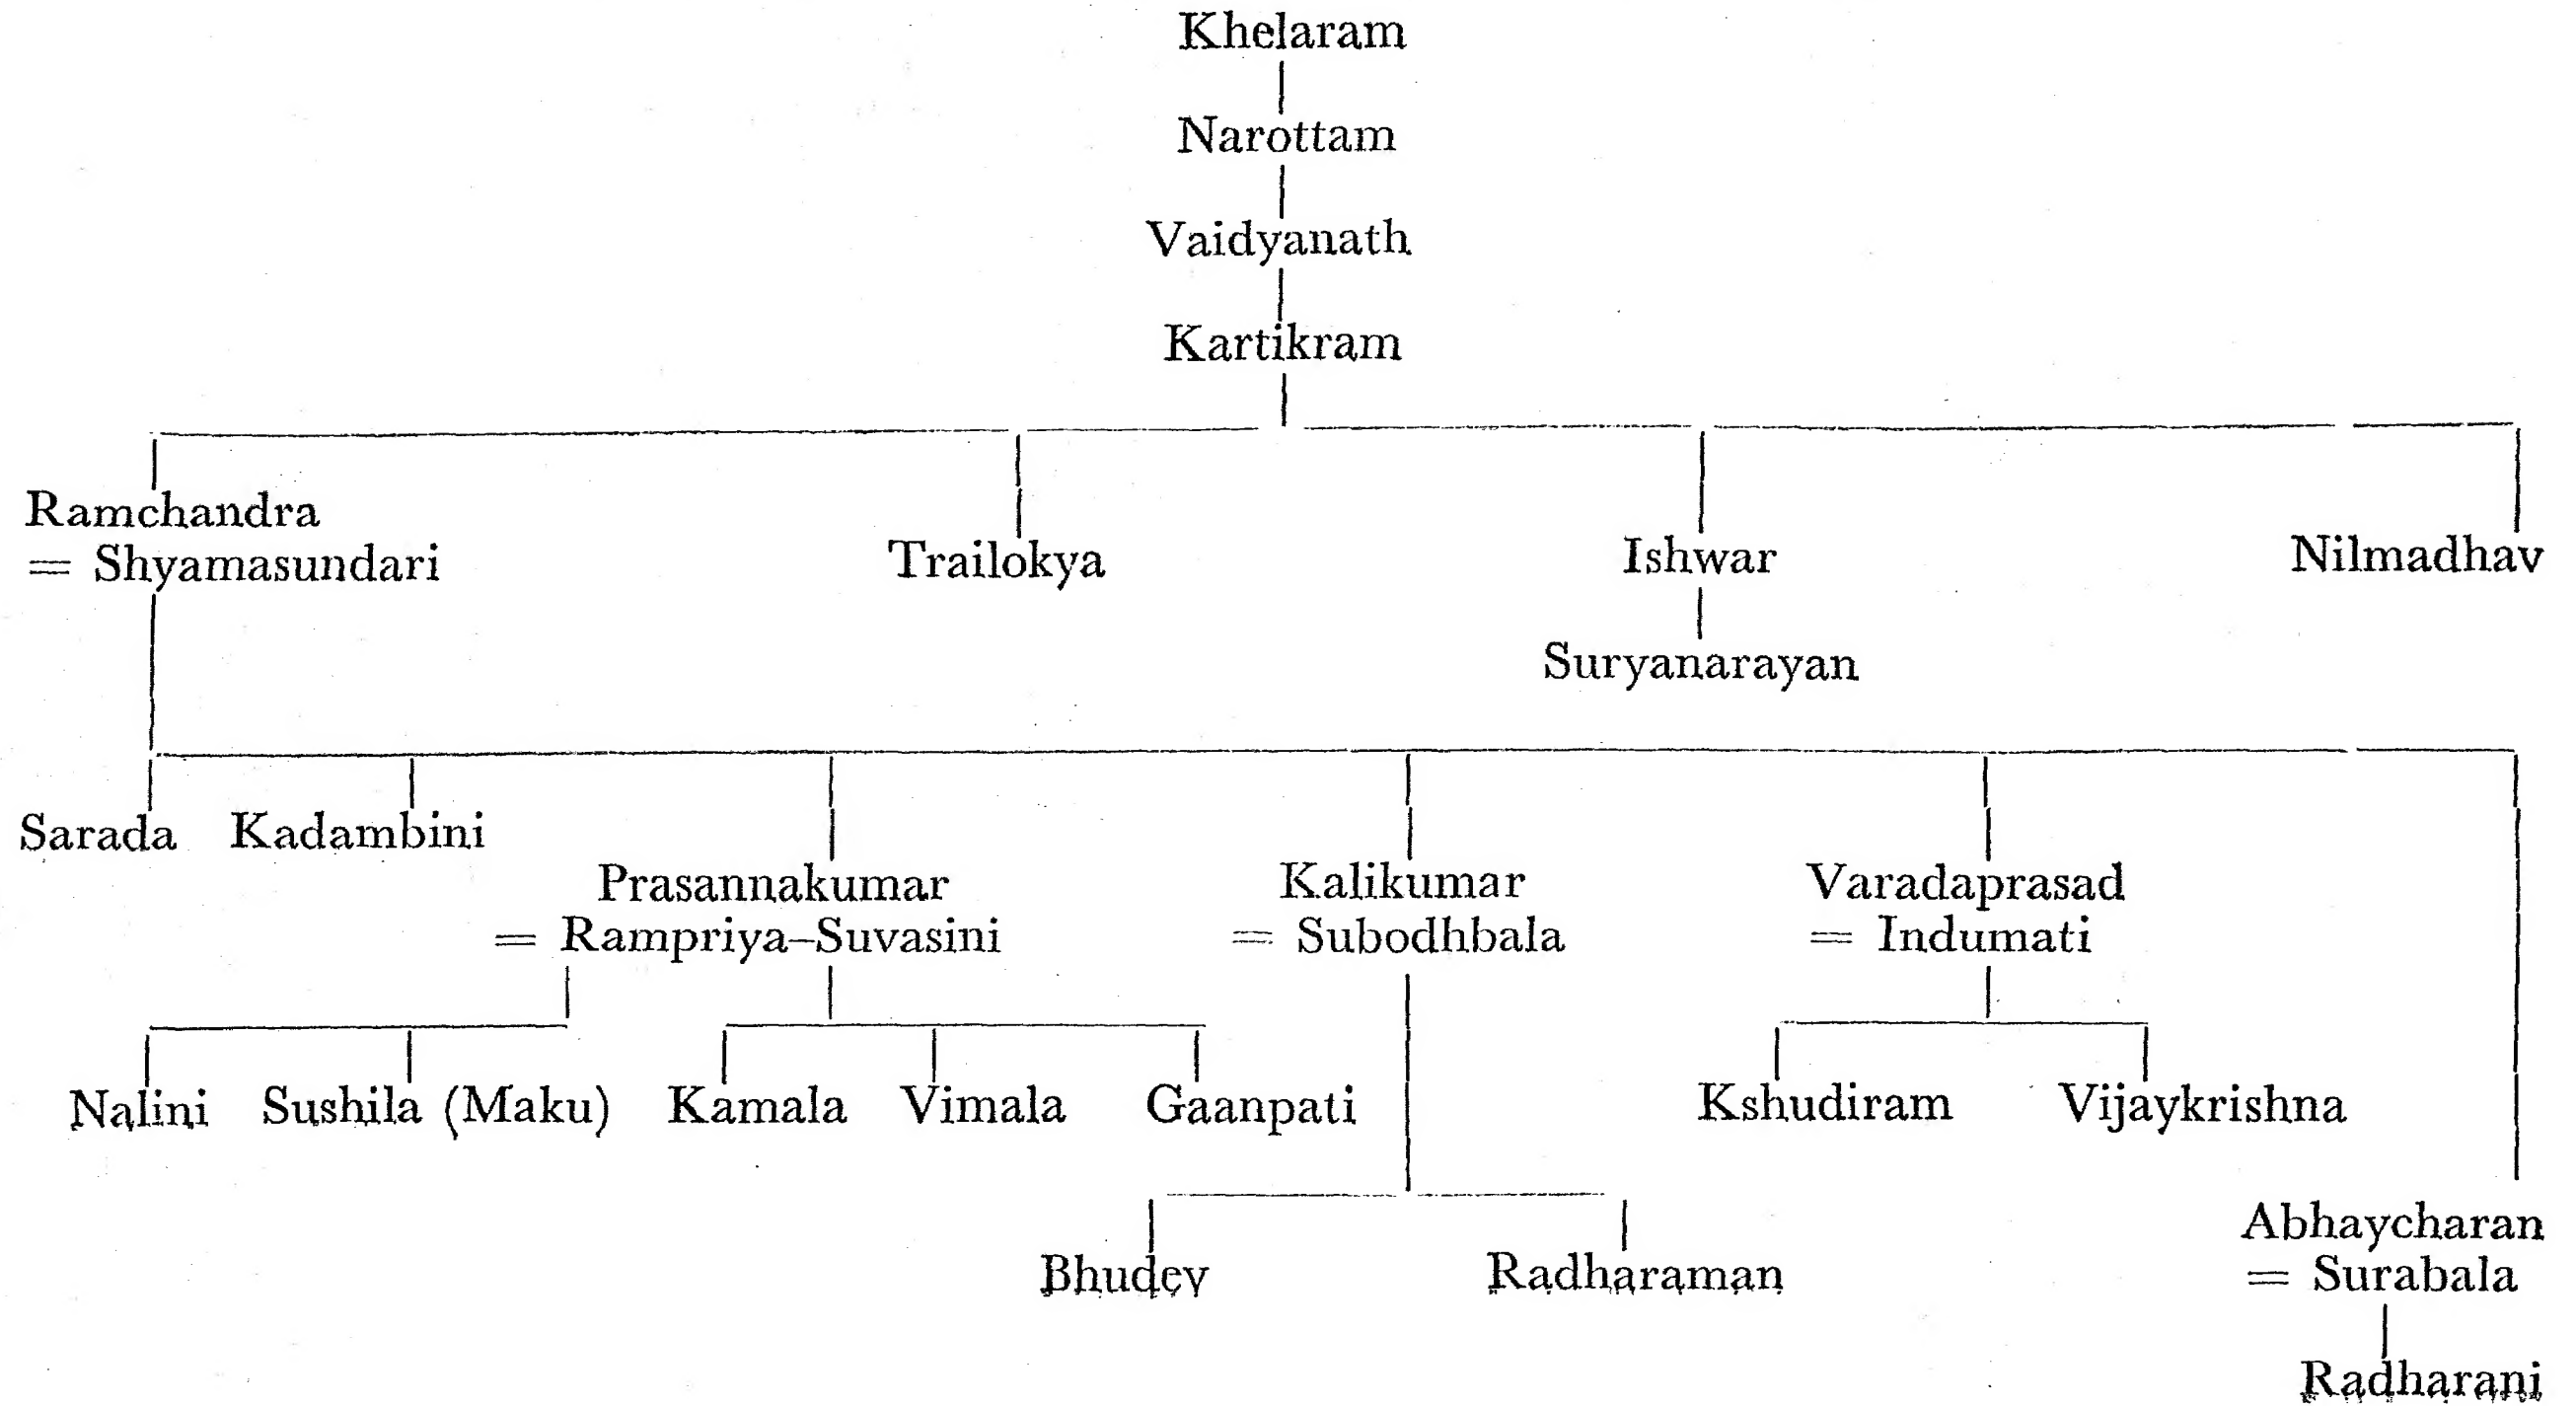 Khelaram
Narottam
Vaidyanath
Kartikram
Ramchandra
= Shyamasundari
Trailokya
Ishwar
Nilmadhav
Suryanarayan
Sarada
Kadambini
Prasannakumar
= Rampriya–Suvasini
Kalikumar
= Subodhbala
Varadaprasad
= Indumati
Nalini
Sushila (Maku)
Kamala
Vimala
Gaanpati
Kshudiram
Vijaykrishna
Bhudev
Radharaman
Abhaycharan
= Surabala
Radharani